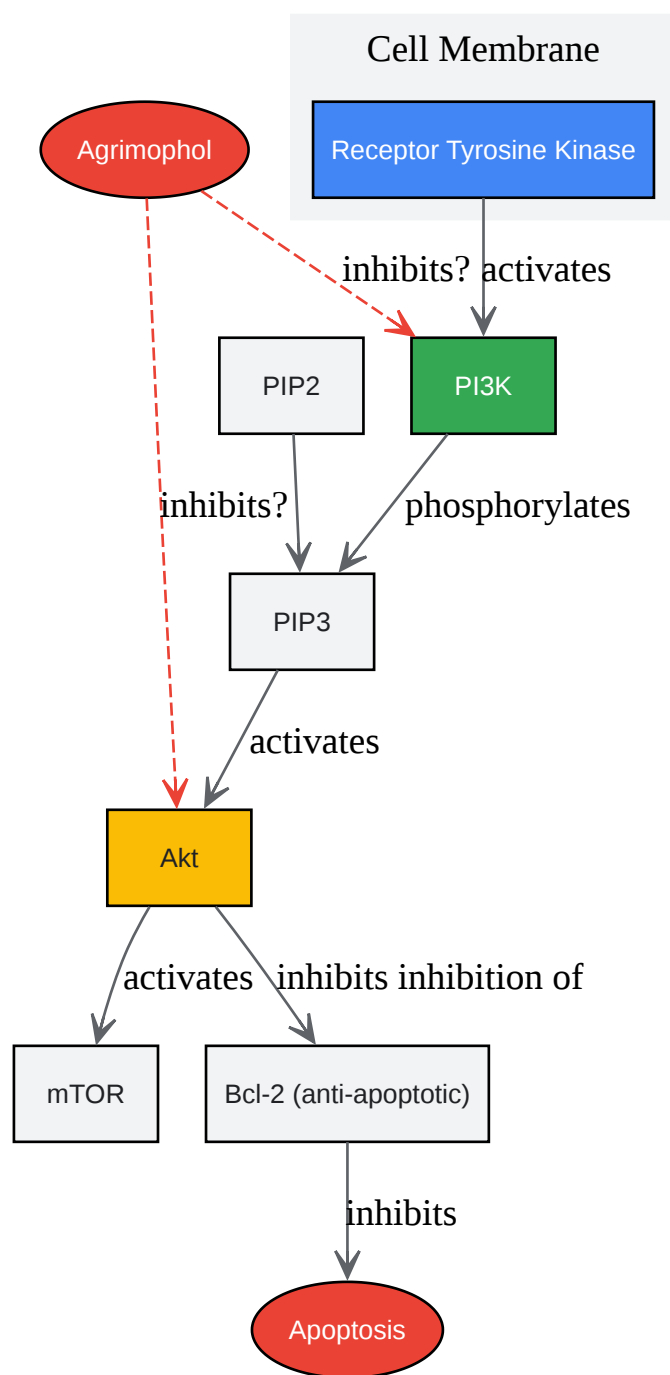 Cell Membrane
Agrimophol
Receptor Tyrosine Kinase
inhibits?
activates
PIP2
PI3K
inhibits?
phosphorylates
PIP3
activates
Akt
activates
inhibits inhibition of
mTOR
Bcl-2 (anti-apoptotic)
inhibits
Apoptosis